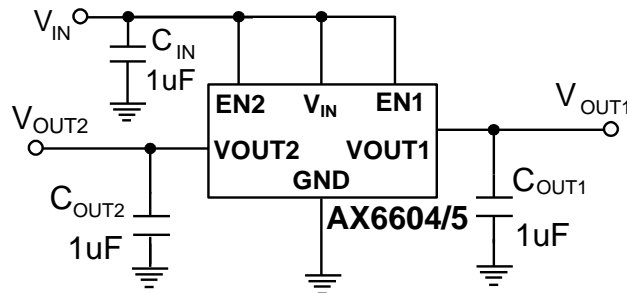 VIN
CIN
1uF
EN2
VIN
EN1
VOUT2
VOUT1
VOUT2
VOUT1
GND
COUT2
1uF
AX6604/5
COUT1
1uF